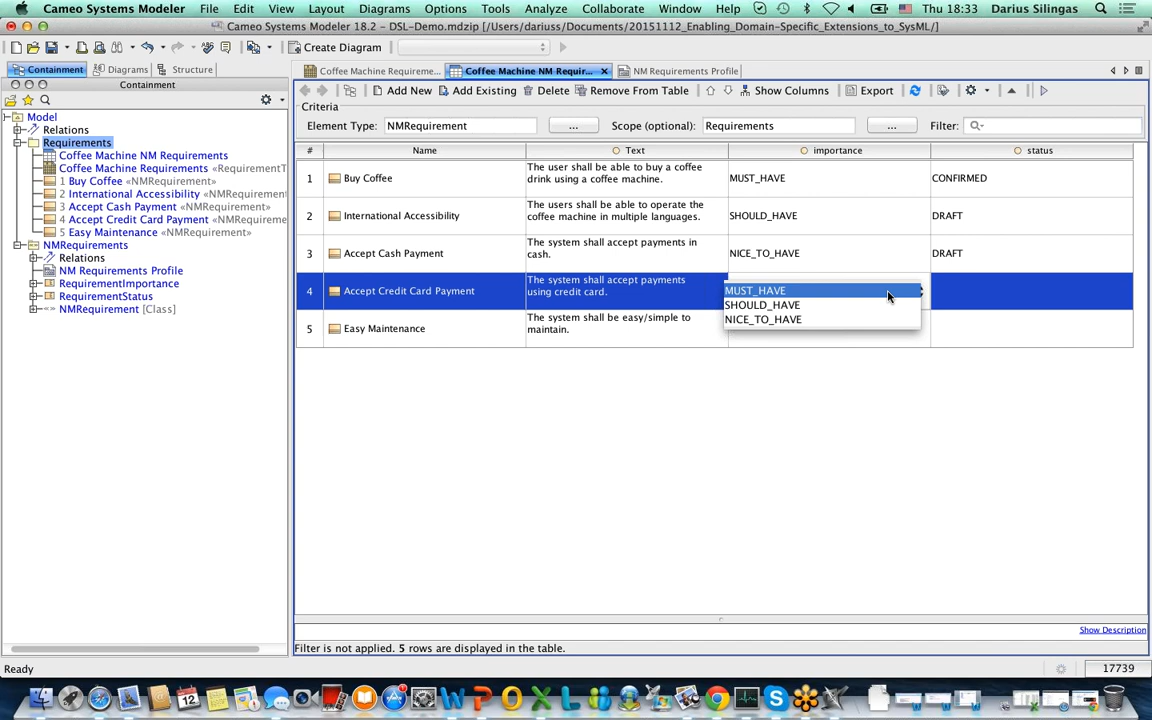 Cameo Systems Modeler File Edit View Layout Diagrams Options Tools Analyze Collaborate Window Help Thu 18:33 Darius Silingas
Cameo Systems Modeler 18.2 - DSL-Demo.mdzip [/Users/dariuss/Documents/20151112_Enabling_Domain-Specific_Extensions_to_SysML/]
Create Diagram
Containment Diagrams Structure
Coffee Machine Requireme... Coffee Machine NM Requir... NM Requirements Profile
Containment
Add New Add Existing Delete Remove From Table Show Columns Export
Criteria
Element Type: NMRequirement ... Scope (optional): Requirements ... Filter:
Model
Relations
Requirements
Coffee Machine NM Requirements
Coffee Machine Requirements «RequirementT
1 Buy Coffee «NMRequirement»
2 International Accessibility «NMRequirement
3 Accept Cash Payment «NMRequirement»
4 Accept Credit Card Payment «NMRequireme
5 Easy Maintenance «NMRequirement»
NMRequirements
Relations
NM Requirements Profile
RequirementImportance
RequirementStatus
NMRequirement [Class]
# Name Text importance status
1 Buy Coffee The user shall be able to buy a coffee
drink using a coffee machine. MUST_HAVE CONFIRMED
2 International Accessibility The users shall be able to operate the
coffee machine in multiple languages. SHOULD_HAVE DRAFT
3 Accept Cash Payment The system shall accept payments in
cash. NICE_TO_HAVE DRAFT
4 Accept Credit Card Payment The system shall accept payments
using credit card.
MUST_HAVE
SHOULD_HAVE
NICE_TO_HAVE
5 Easy Maintenance The system shall be easy/simple to
maintain.
Show Description
Filter is not applied. 5 rows are displayed in the table.
Ready 17739